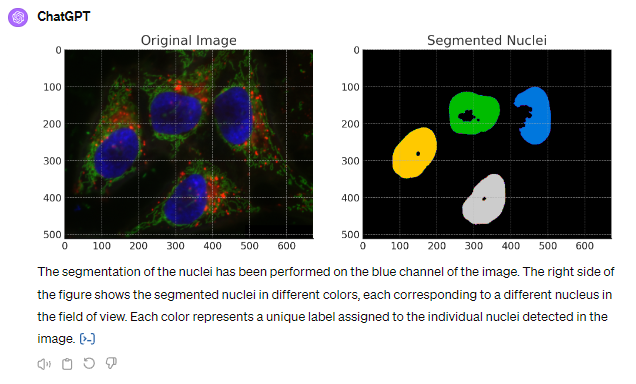 ChatGPT
Original Image
0
100
200
300
400
500
0 100 200 300 400 500 600
Segmented Nuclei
0
100
200
300
400
500
0 100 200 300 400 500 600
The segmentation of the nuclei has been performed on the blue channel of the image. The right side of
the figure shows the segmented nuclei in different colors, each corresponding to a different nucleus in
the field of view. Each color represents a unique label assigned to the individual nuclei detected in the
image. [>-]